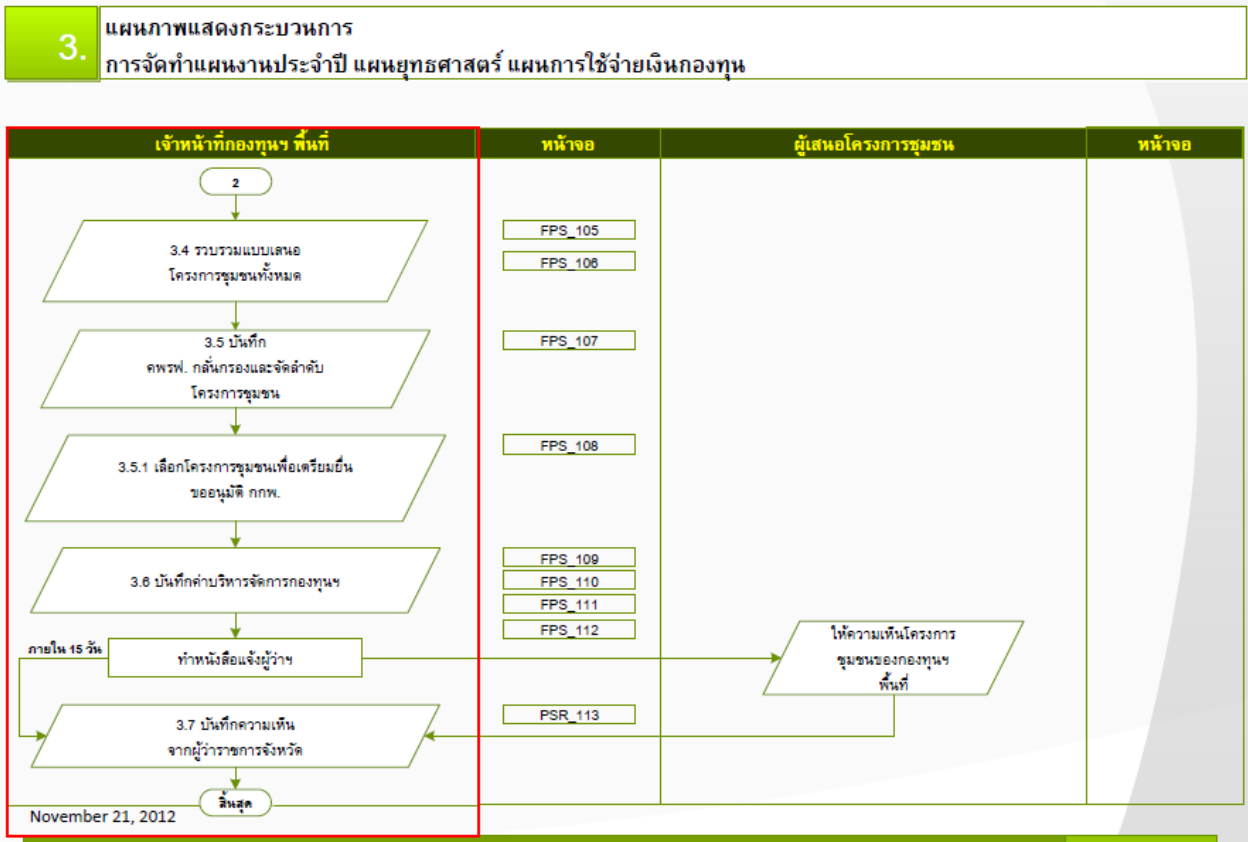 3.
แผนภาพแสดงกระบวนการ
การจัดทำแผนงานประจำปี แผนยุทธศาสตร์ แผนการใช้จ่ายเงินกองทุน
เจ้าหน้าที่กองทุนฯ พื้นที่
หน้าจอ
ผู้เสนอโครงการชุมชน
หน้าจอ
2
3.4 รวบรวมแบบเสนอ
โครงการชุมชนทั้งหมด
FPS_105
FPS_106
3.5 บันทึก
คพรฟ. กลั่นกรองและจัดลำดับ
โครงการชุมชน
FPS_107
3.5.1 เลือกโครงการชุมชนเพื่อเตรียมยื่น
ขออนุมัติ กกพ.
FPS_108
3.6 บันทึกค่าบริหารจัดการกองทุนฯ
FPS_109
FPS_110
FPS_111
FPS_112
ภายใน 15 วัน
ทำหนังสือแจ้งผู้ว่าฯ
ให้ความเห็นโครงการ
ชุมชนของกองทุนฯ
พื้นที่
3.7 บันทึกความเห็น
จากผู้ว่าราชการจังหวัด
PSR_113
สิ้นสุด
November 21, 2012